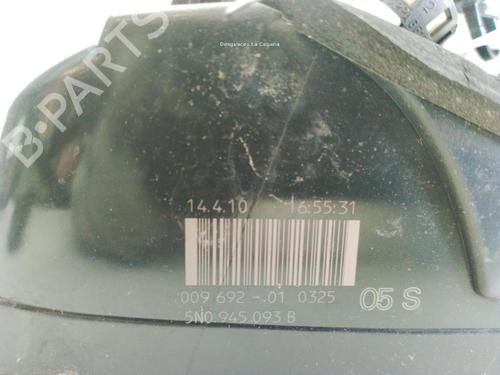 Desguaces La Cabaña
B-PARTS
14.4.10 16:55:31
009 692 -.01 0325
05 S
5N0.945.093 B